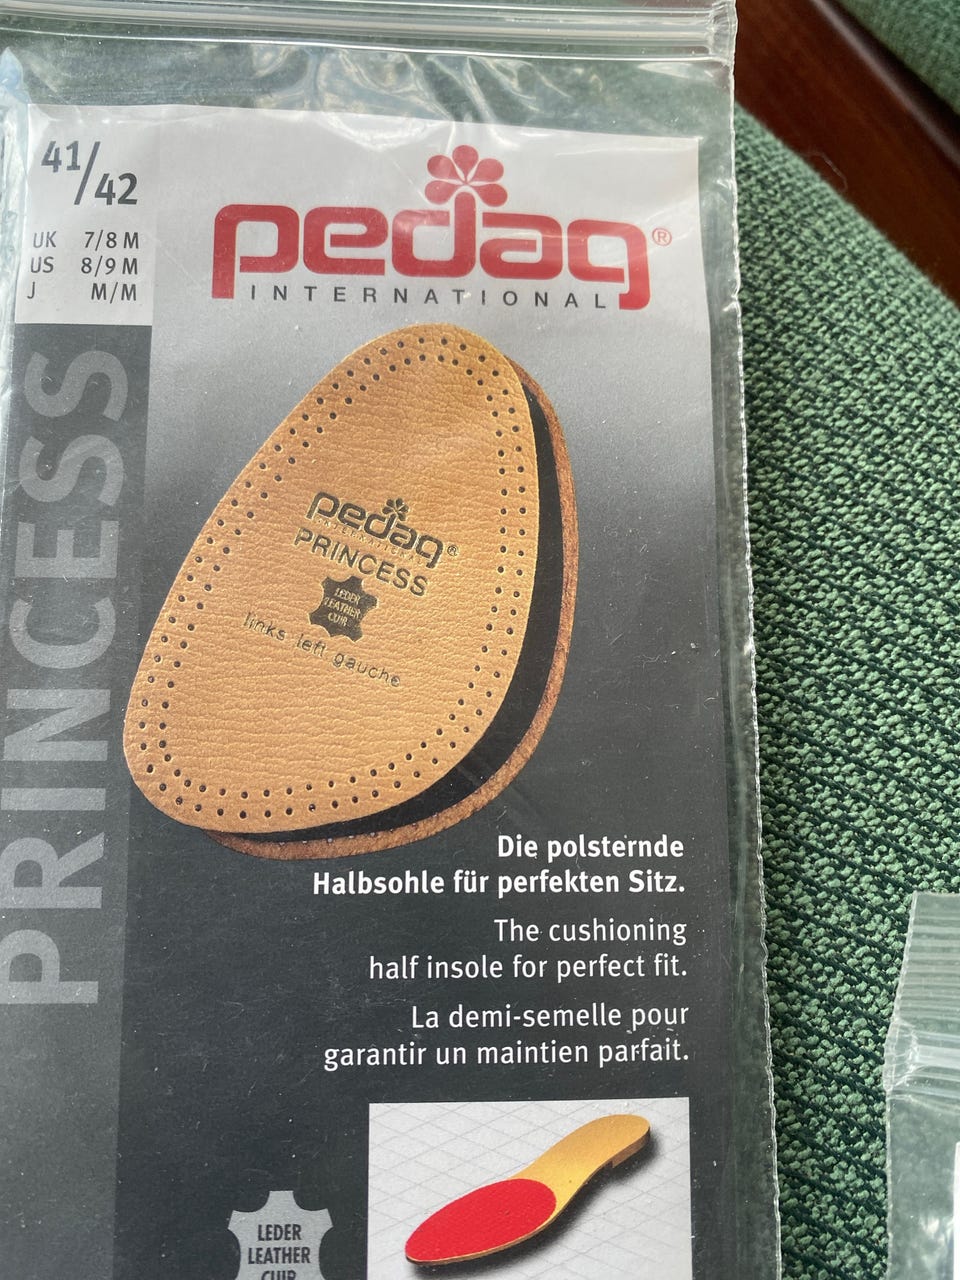 41/42
UK 7/8 M
US 8/9 M
J M/M
pedag®
INTERNATIONAL
PRINCESS
pedag®
INTERNATIONAL
PRINCESS
LEDER
LEATHER
CUIR
links left gauche
Die polsternde
Halbsohle für perfekten Sitz.
The cushioning
half insole for perfect fit.
La demi-semelle pour
garantir un maintien parfait.
LEDER
LEATHER
CUIR